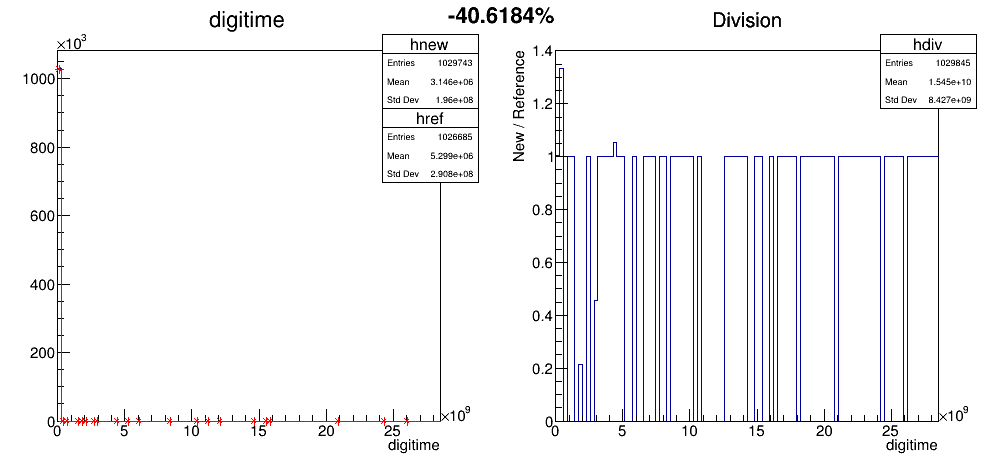 -40.6184%
digitime
×10³
hnew
Entries 1029743
Mean 3.146e+06
Std Dev 1.96e+08
href
Entries 1026685
Mean 5.299e+06
Std Dev 2.908e+08
1000
800
600
400
200
0
0 5 10 15 20 25 ×10⁹
digitime
Division
hdiv
Entries 1029845
Mean 1.545e+10
Std Dev 8.427e+09
New / Reference
1.4
1.2
1
0.8
0.6
0.4
0.2
0
0 5 10 15 20 25 ×10⁹
digitime